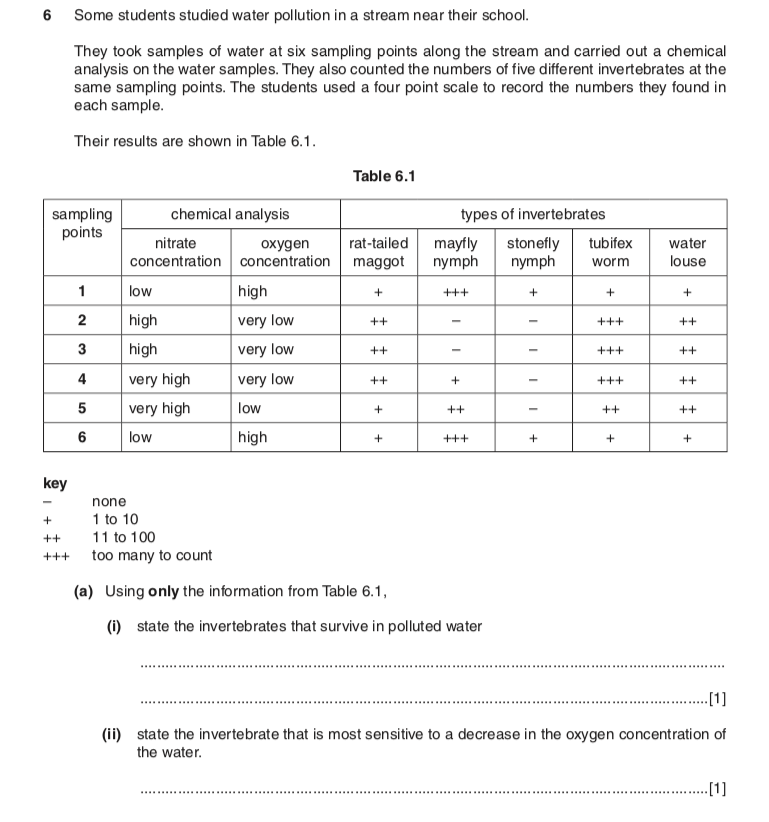 6 Some students studied water pollution in a stream near their school.
They took samples of water at six sampling points along the stream and carried out a chemical
analysis on the water samples. They also counted the numbers of five different invertebrates at the
same sampling points. The students used a four point scale to record the numbers they found in
each sample.
Their results are shown in Table 6.1.
Table 6.1
sampling points chemical analysis types of invertebrates
nitrate concentration oxygen concentration rat-tailed maggot mayfly nymph stonefly nymph tubifex worm water louse
1 low high + +++ + + +
2 high very low ++ – – +++ ++
3 high very low ++ – – +++ ++
4 very high very low ++ + – +++ ++
5 very high low + ++ – ++ ++
6 low high + +++ + + +
key
– none
+ 1 to 10
++ 11 to 100
+++ too many to count
(a) Using only the information from Table 6.1,
(i) state the invertebrates that survive in polluted water
..........................................................................................
..........................................................................................[1]
(ii) state the invertebrate that is most sensitive to a decrease in the oxygen concentration of
the water.
..........................................................................................[1]